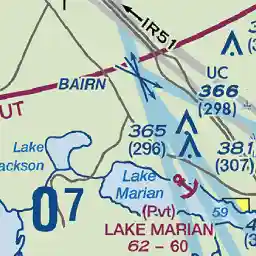 IR51
BAIRN
UC
366
(298)
UT
365
(296)
381
(307)
Lake
ackson
Lake
Marian
07
(Pvt)
59
LAKE MARIAN
62 - 60